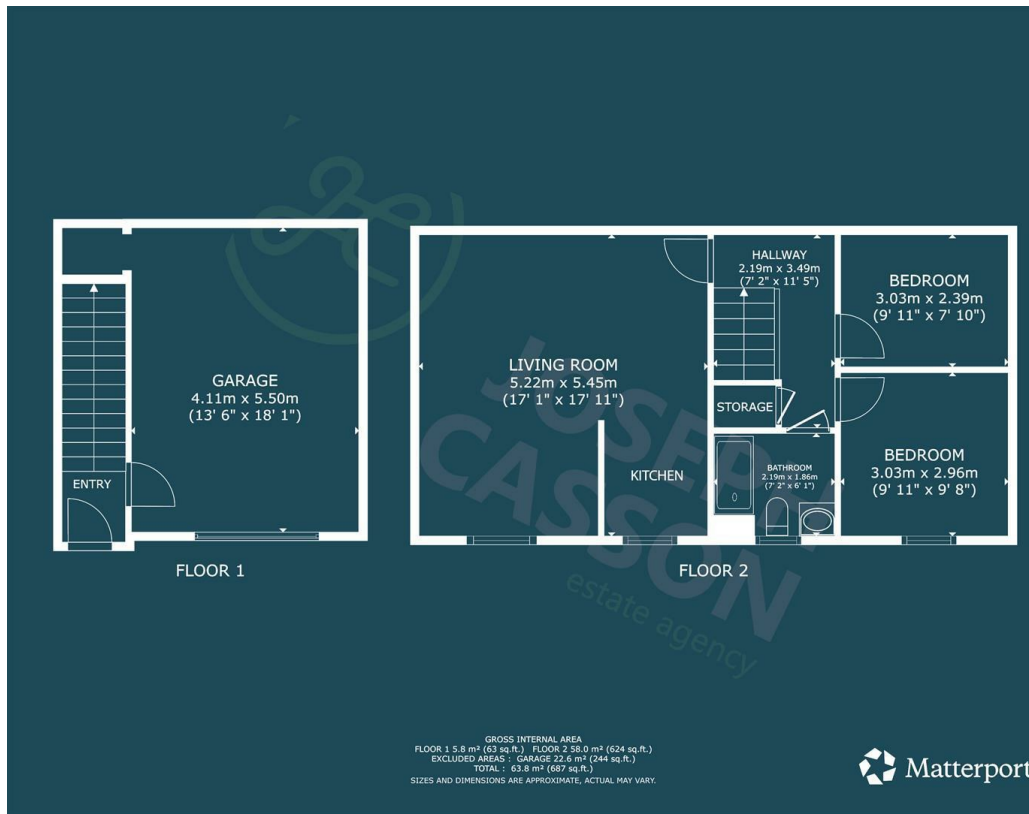 GARAGE
4.11m x 5.50m
(13' 6" x 18' 1")
ENTRY
FLOOR 1
LIVING ROOM
5.22m x 5.45m
(17' 1" x 17' 11")
KITCHEN
HALLWAY
2.19m x 3.49m
(7' 2" x 11' 5")
STORAGE
BATHROOM
2.19m x 1.86m
(7' 2" x 6' 1")
BEDROOM
3.03m x 2.39m
(9' 11" x 7' 10")
BEDROOM
3.03m x 2.96m
(9' 11" x 9' 8")
FLOOR 2
JOSEPH
CASSON
estate agency
GROSS INTERNAL AREA
FLOOR 1 5.8 m² (63 sq.ft.) FLOOR 2 58.0 m² (624 sq.ft.)
EXCLUDED AREAS : GARAGE 22.6 m² (244 sq.ft.)
TOTAL : 63.8 m² (687 sq.ft.)
SIZES AND DIMENSIONS ARE APPROXIMATE, ACTUAL MAY VARY.
Matterport